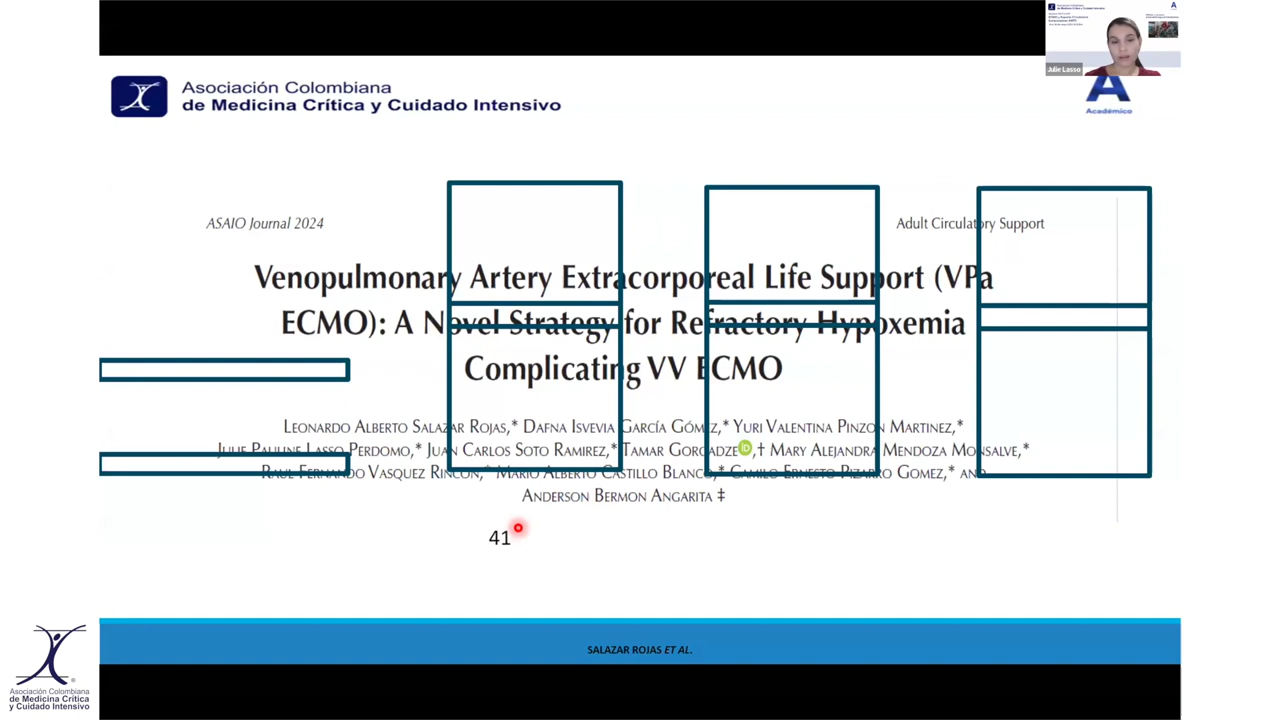 Asociación Colombiana
de Medicina Crítica y Cuidado Intensivo
Julie Lasso
Académico
ASAIO Journal 2024
Adult Circulatory Support
Venopulmonary Artery Extracorporeal Life Support (VPa
ECMO): A Novel Strategy for Refractory Hypoxemia
Complicating VV ECMO
LEONARDO ALBERTO SALAZAR ROJAS,* DAFNA ISVEVIA GARCÍA GÓMEZ,* YURI VALENTINA PINZON MARTINEZ,*
JULIE PAULINE LASSO PERDOMO,* JUAN CARLOS SOTO RAMIREZ,* TAMAR GORGADZE iD,† MARY ALEJANDRA MENDOZA MONSALVE,*
RAUL FERNANDO VASQUEZ RINCON,* MARIO ALBERTO CASTILLO BLANCO,* CAMILO ERNESTO PIZARRO GOMEZ,* AND
ANDERSON BERMON ANGARITA ‡
41
SALAZAR ROJAS ET AL.
Asociación Colombiana
de Medicina Crítica
y Cuidado Intensivo